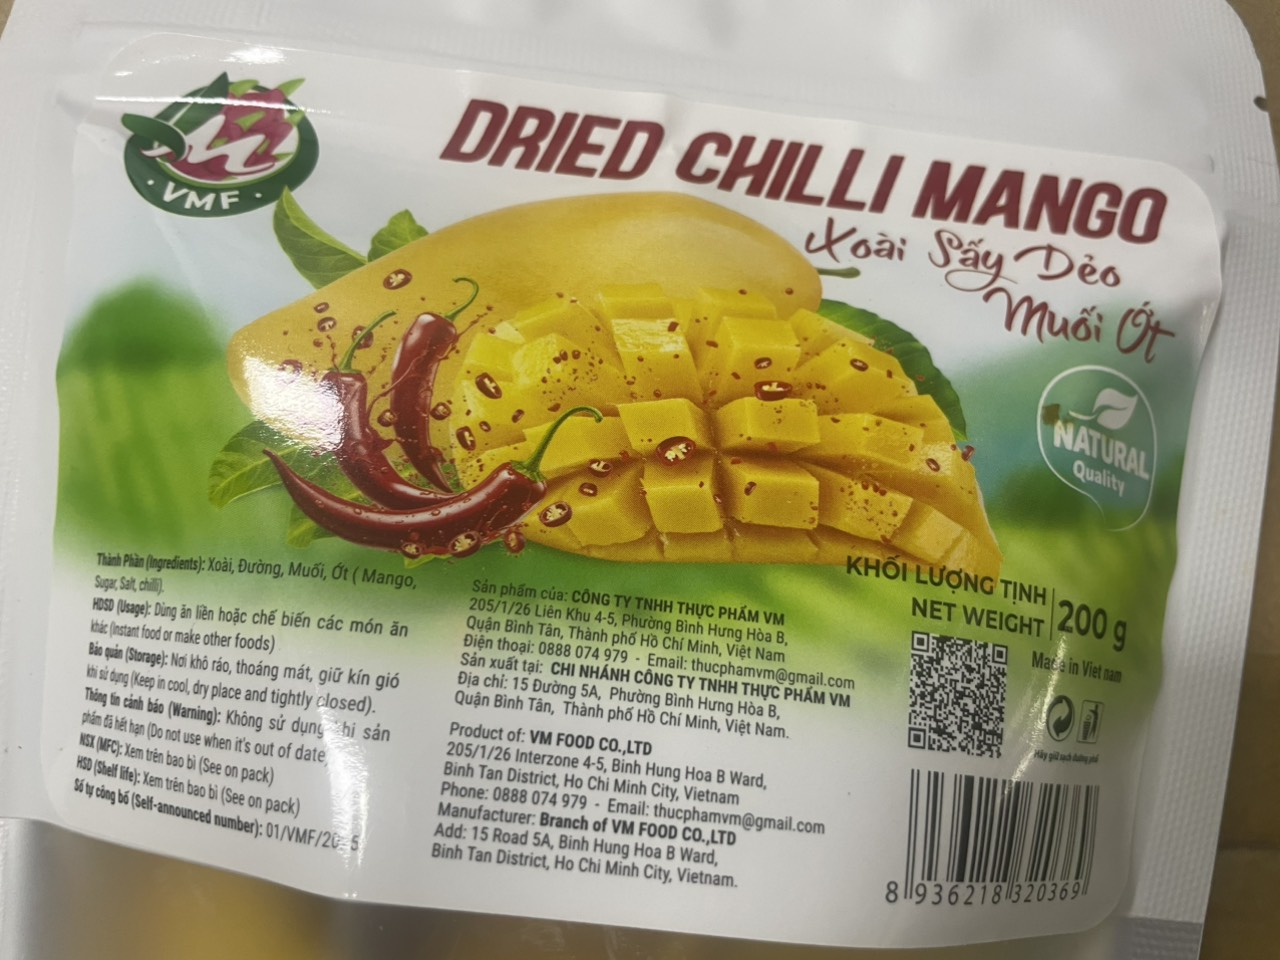 VMF
DRIED CHILLI MANGO
Xoài Sấy Dẻo
Muối Ớt
NATURAL
Quality
Thành Phần (Ingredients): Xoài, Đường, Muối, Ớt ( Mango,
Sugar, Salt, chilli).
HDSD (Usage): Dùng ăn liền hoặc chế biến các món ăn
khác (Instant food or make other foods)
Bảo quản (Storage): Nơi khô ráo, thoáng mát, giữ kín gió
khi sử dụng (Keep in cool, dry place and tightly closed).
Thông tin cảnh báo (Warning): Không sử dụng khi sản
phẩm đã hết hạn (Do not use when it's out of date)
NSX (MFC): Xem trên bao bì (See on pack)
HSD (Shelf life): Xem trên bao bì (See on pack)
Số tự công bố (Self-announced number): 01/VMF/
Sản phẩm của: CÔNG TY TNHH THỰC PHẨM VM
205/1/26 Liên Khu 4-5, Phường Bình Hưng Hòa B,
Quận Bình Tân, Thành phố Hồ Chí Minh, Việt Nam
Điện thoại: 0888 074 979 - Email: thucphamvm@gmail.com
Sản xuất tại: CHI NHÁNH CÔNG TY TNHH THỰC PHẨM VM
Địa chỉ: 15 Đường 5A, Phường Bình Hưng Hòa B,
Quận Bình Tân, Thành phố Hồ Chí Minh, Việt Nam.
Product of: VM FOOD CO.,LTD
205/1/26 Interzone 4-5, Binh Hung Hoa B Ward,
Binh Tan District, Ho Chi Minh City, Vietnam
Phone: 0888 074 979 - Email: thucphamvm@gmail.com
Manufacturer: Branch of VM FOOD CO.,LTD
Add: 15 Road 5A, Binh Hung Hoa B Ward,
Binh Tan District, Ho Chi Minh City, Vietnam.
KHỐI LƯỢNG TỊNH
NET WEIGHT
200 g
Made in Viet nam
Hãy giữ sạch đường phố
8 936218 320369